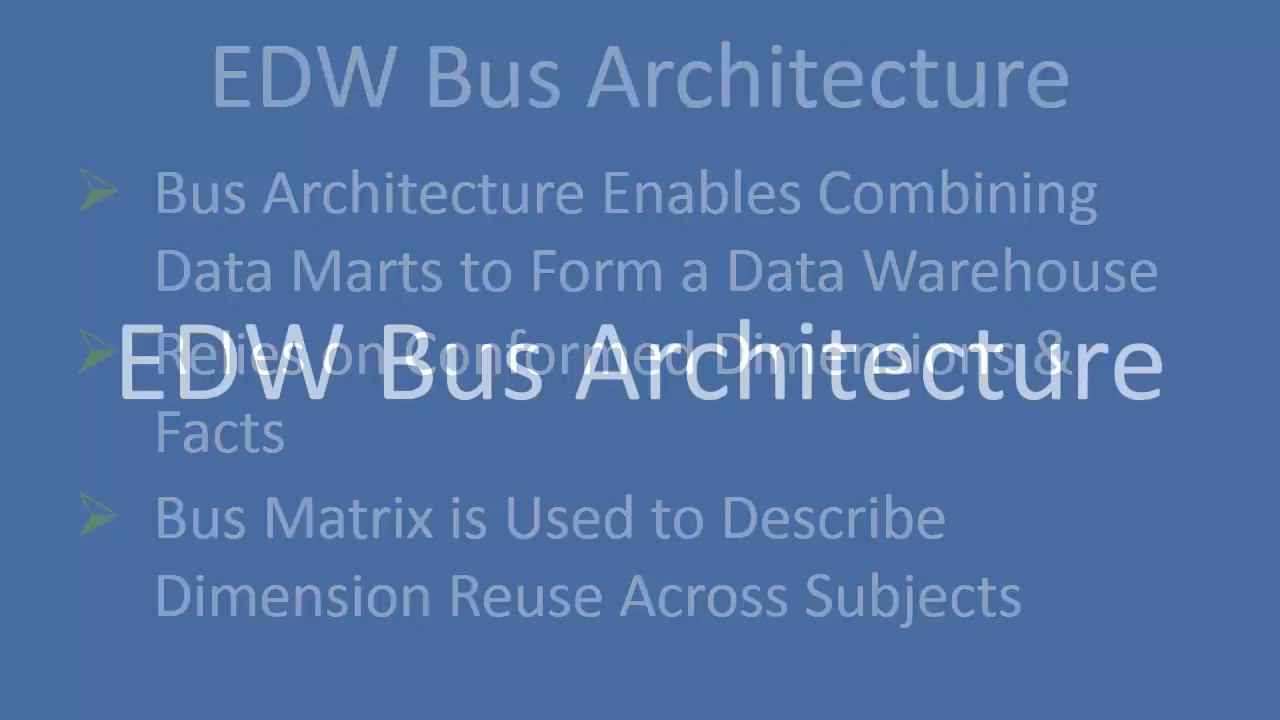 EDW Bus Architecture
Bus Architecture Enables Combining
Data Marts to Form a Data Warehouse
Relies on Conformed Dimensions &
EDW Bus Architecture
Facts
Bus Matrix is Used to Describe
Dimension Reuse Across Subjects